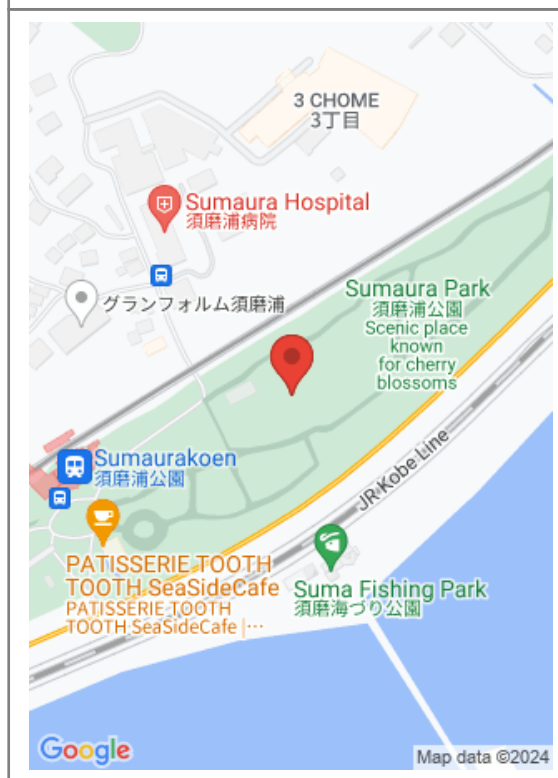 3 CHOME
3丁目
Sumaura Hospital
須磨浦病院
グランフォルム須磨浦
Sumaura Park
須磨浦公園
Scenic place
known
for cherry
blossoms
Sumaurakoen
須磨浦公園
JR Kobe Line
PATISSERIE TOOTH
TOOTH SeaSideCafe
PATISSERIE TOOTH
TOOTH SeaSideCafe |…
Suma Fishing Park
須磨海づり公園
Google
Map data ©2024